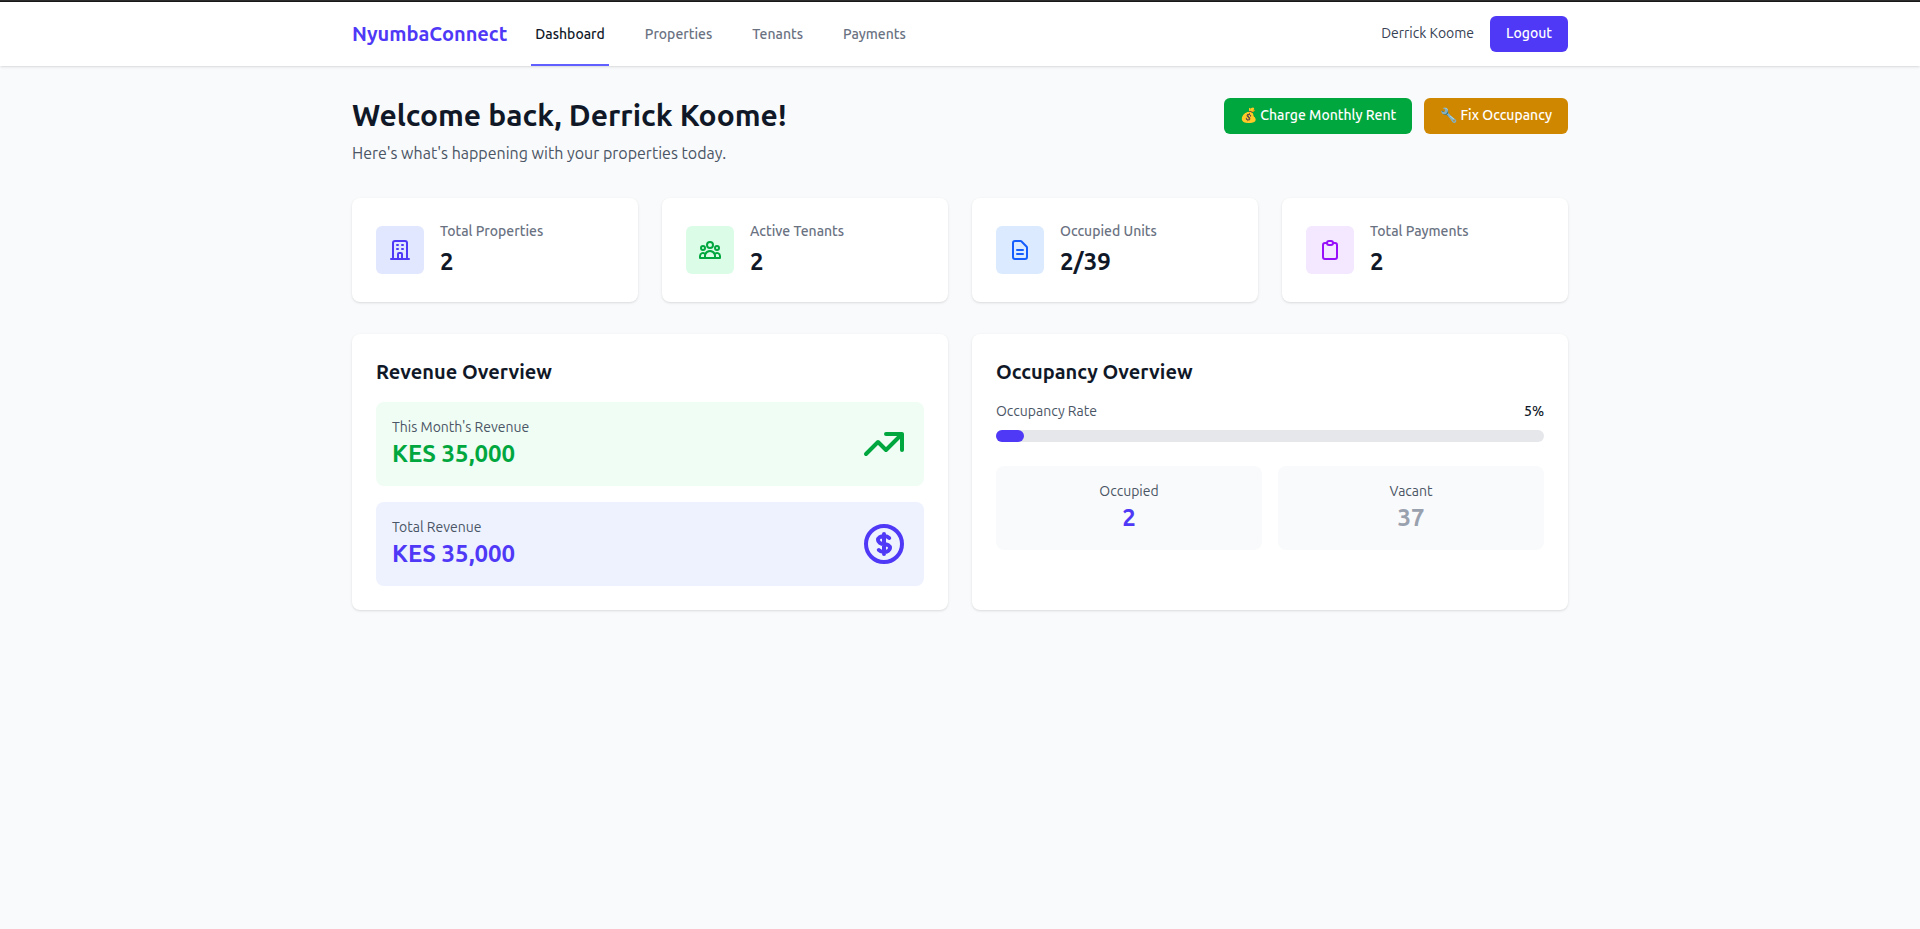 NyumbaConnect Dashboard Properties Tenants Payments Derrick Koome Logout
Welcome back, Derrick Koome!
💰 Charge Monthly Rent 🔧 Fix Occupancy
Here's what's happening with your properties today.
Total Properties
2
Active Tenants
2
Occupied Units
2/39
Total Payments
2
Revenue Overview
This Month's Revenue
KES 35,000
Total Revenue
KES 35,000
Occupancy Overview
Occupancy Rate 5%
Occupied
2
Vacant
37